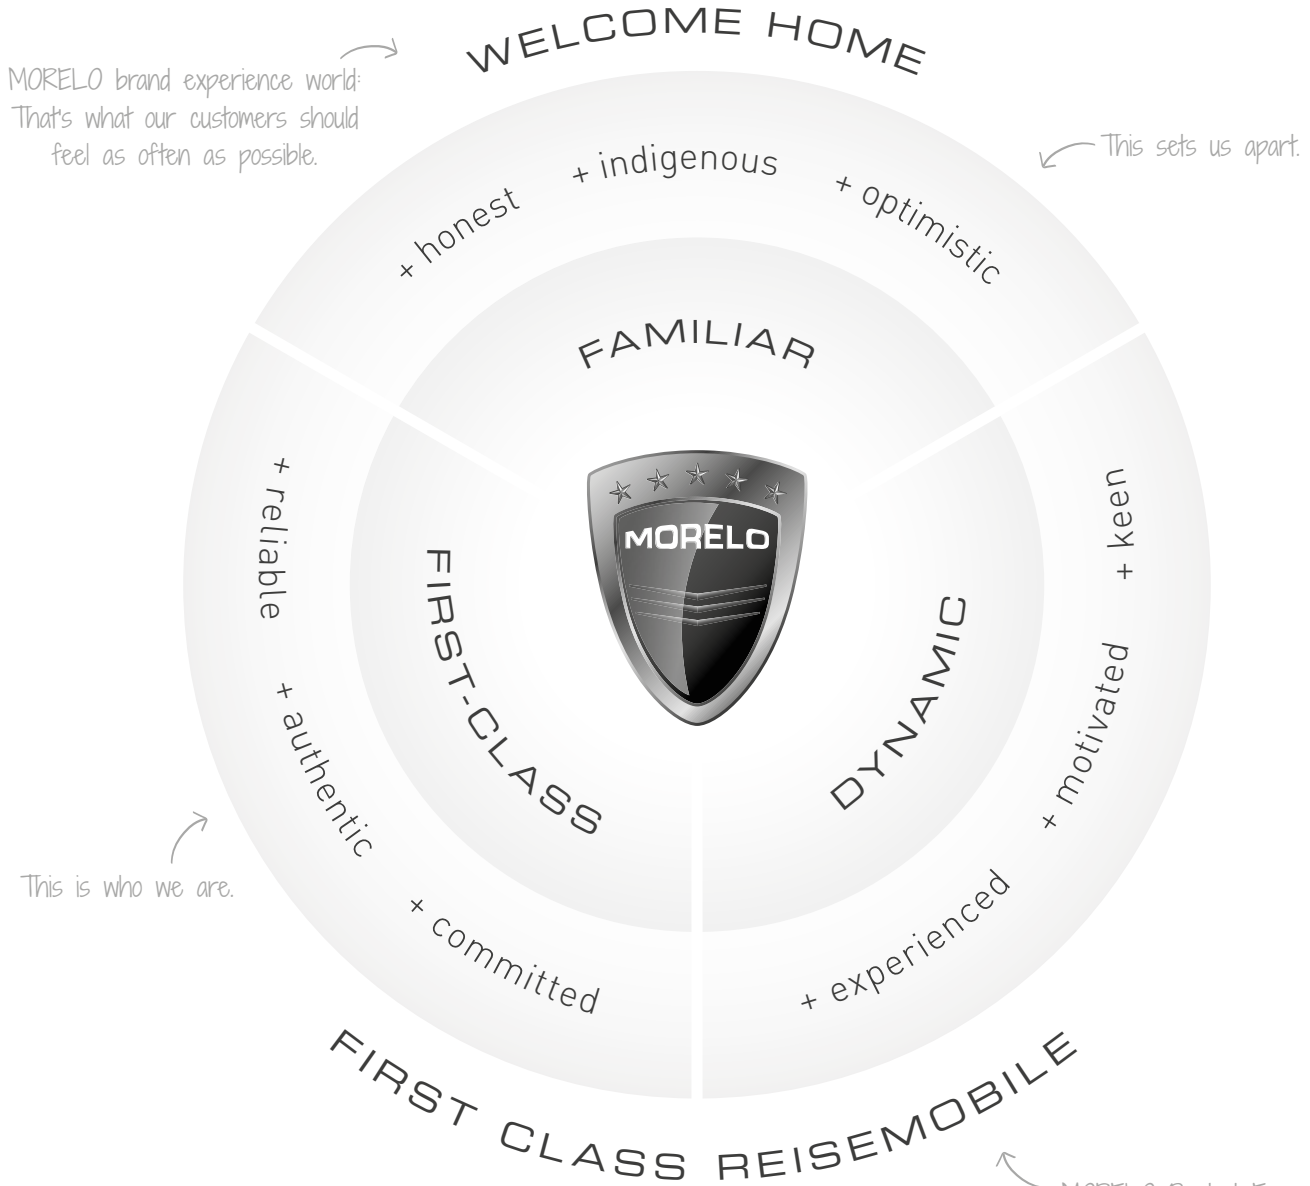 WELCOME HOME
MORELO brand experience world:
That's what our customers should
feel as often as possible.
This sets us apart.
+ honest
+ indigenous
+ optimistic
FAMILIAR
+ reliable
+ authentic
+ committed
FIRST-CLASS
MORELO
DYNAMIC
+ keen
+ motivated
+ experienced
This is who we are.
FIRST CLASS REISEMOBILE